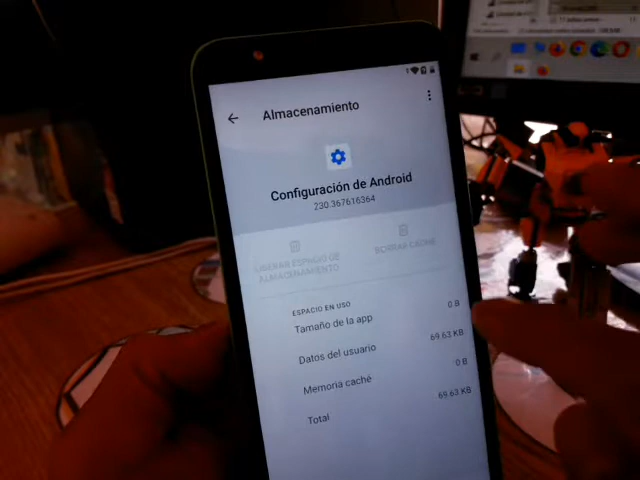 Almacenamiento
Configuración de Android
230.367616364
LIBERAR ESPACIO DE
ALMACENAMIENTO
BORRAR CACHÉ
ESPACIO EN USO
Tamaño de la app 0 B
Datos del usuario 69.63 KB
Memoria caché 0 B
Total 69.63 KB